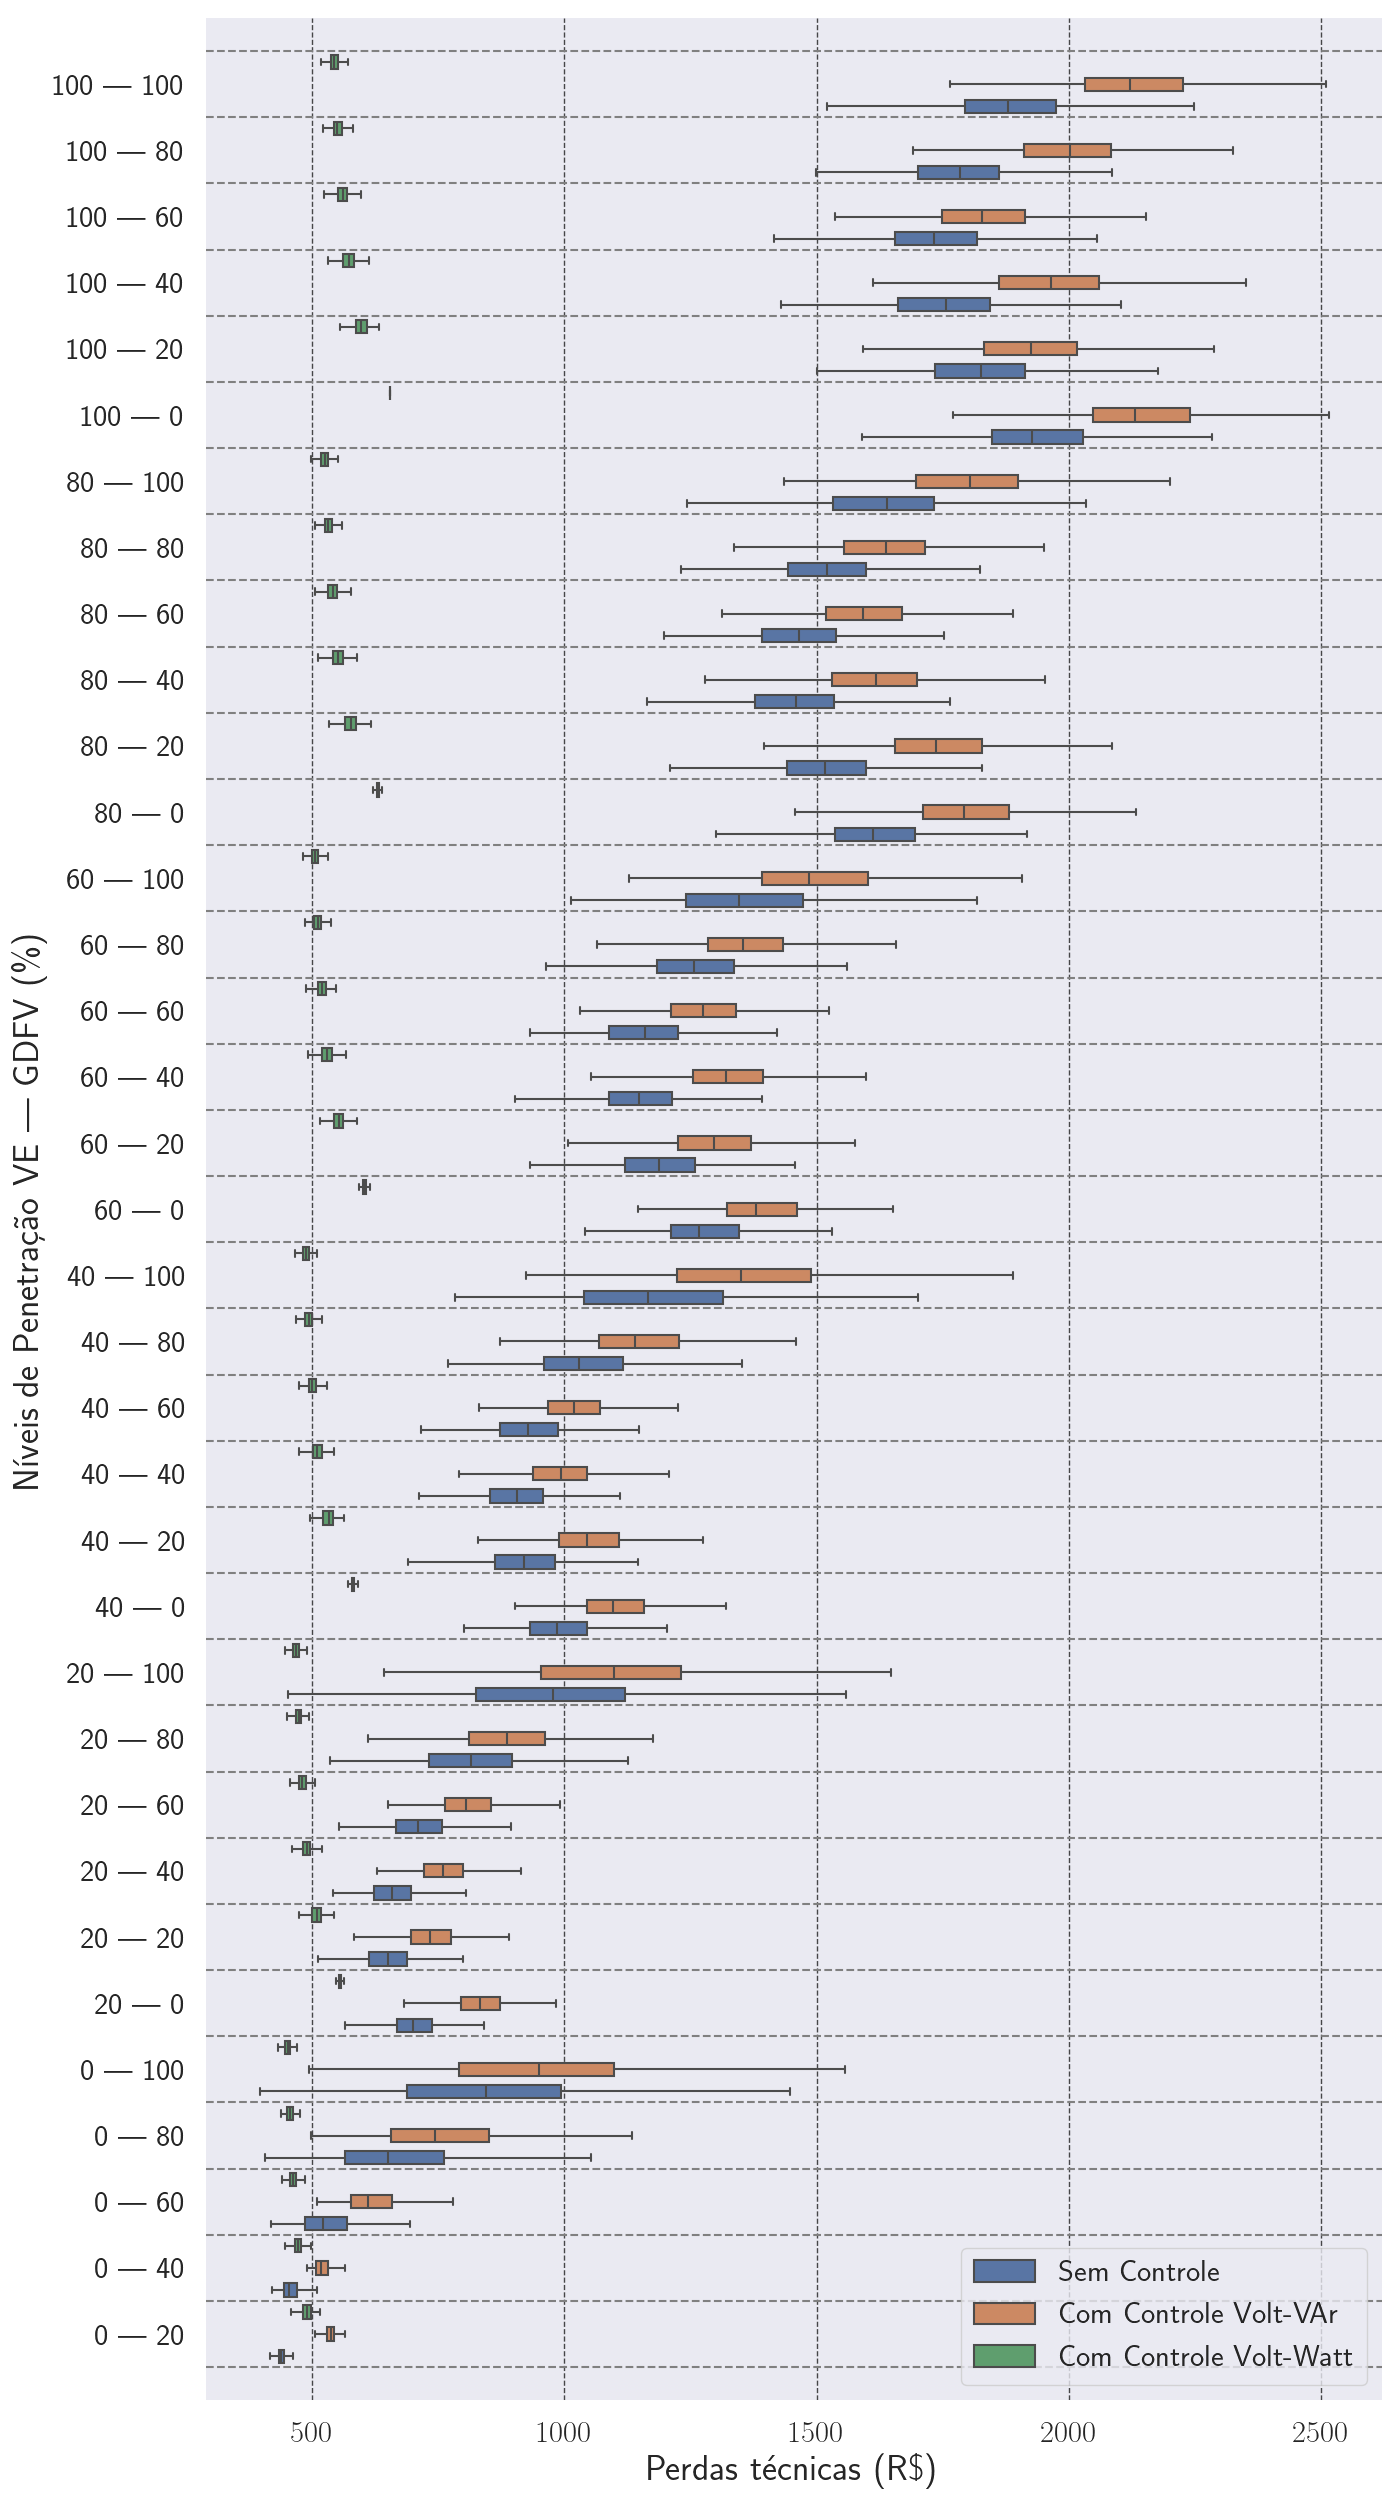 Níveis de Penetração VE — GDFV (%)
100 — 100
100 — 80
100 — 60
100 — 40
100 — 20
100 — 0
80 — 100
80 — 80
80 — 60
80 — 40
80 — 20
80 — 0
60 — 100
60 — 80
60 — 60
60 — 40
60 — 20
60 — 0
40 — 100
40 — 80
40 — 60
40 — 40
40 — 20
40 — 0
20 — 100
20 — 80
20 — 60
20 — 40
20 — 20
20 — 0
0 — 100
0 — 80
0 — 60
0 — 40
0 — 20
Sem Controle
Com Controle Volt-VAr
Com Controle Volt-Watt
500 1000 1500 2000 2500
Perdas técnicas (R$)